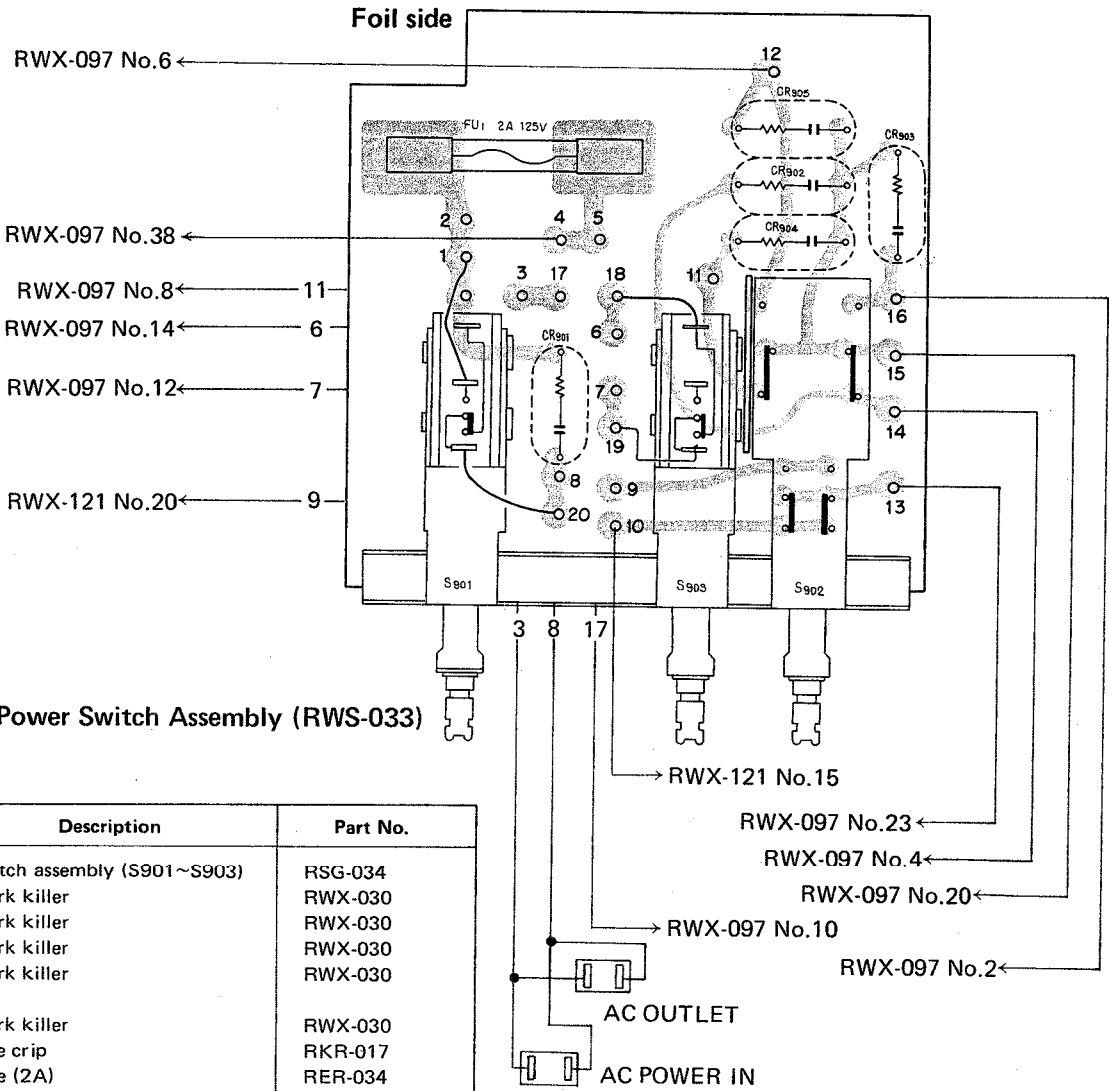 Foil side
RWX-097 No.6
12
CR905
FU1 2A 125V
CR903
CR902
2
4
5
RWX-097 No.38
CR904
1
11
3
17
18
RWX-097 No.8
11
16
RWX-097 No.14
6
6
CR901
15
RWX-097 No.12
7
7
14
19
8
9
13
RWX-121 No.20
9
20
10
S901
S903
S902
3
8
17
Power Switch Assembly (RWS-033)
RWX-121 No.15
Description
Part No.
RWX-097 No.23
tch assembly (S901~S903)
RSG-034
RWX-097 No.4
rk killer
RWX-030
rk killer
RWX-030
RWX-097 No.20
rk killer
RWX-030
RWX-097 No.10
rk killer
RWX-030
RWX-097 No.2
AC OUTLET
rk killer
RWX-030
e crip
RKR-017
e (2A)
RER-034
AC POWER IN